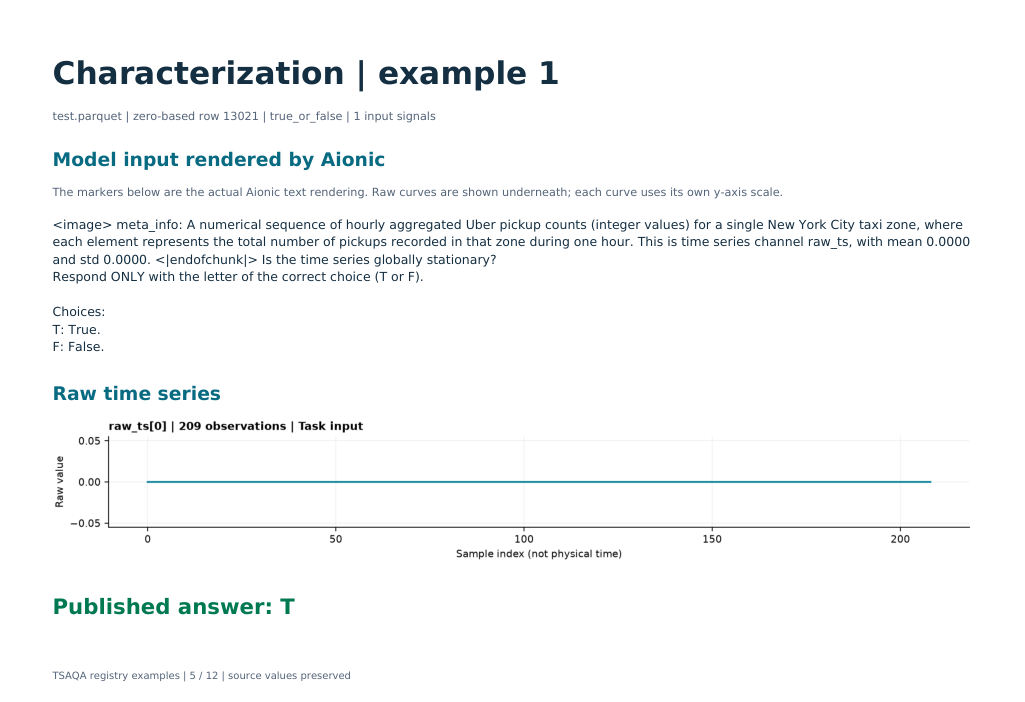 Characterization | example 1
test.parquet | zero-based row 13021 | true_or_false | 1 input signals
Model input rendered by Aionic
The markers below are the actual Aionic text rendering. Raw curves are shown underneath; each curve uses its own y-axis scale.
<image> meta_info: A numerical sequence of hourly aggregated Uber pickup counts (integer values) for a single New York City taxi zone, where
each element represents the total number of pickups recorded in that zone during one hour. This is time series channel raw_ts, with mean 0.0000
and std 0.0000. <|endofchunk|> Is the time series globally stationary?
Respond ONLY with the letter of the correct choice (T or F).
Choices:
T: True.
F: False.
Raw time series
raw_ts[0] | 209 observations | Task input
Raw value
0.05
0.00
−0.05
0 50 100 150 200
Sample index (not physical time)
Published answer: T
TSAQA registry examples | 5 / 12 | source values preserved